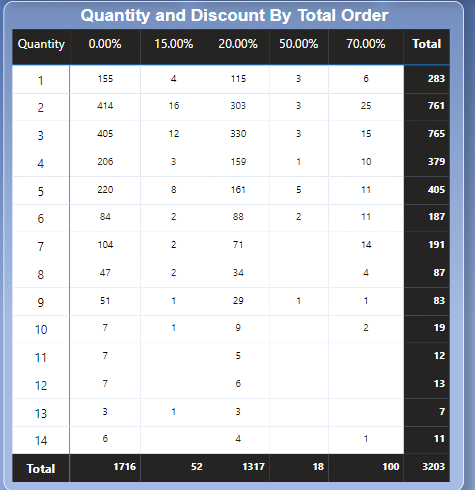 Quantity and Discount By Total Order
Quantity 0.00% 15.00% 20.00% 50.00% 70.00% Total
1 155 4 115 3 6 283
2 414 16 303 3 25 761
3 405 12 330 3 15 765
4 206 3 159 1 10 379
5 220 8 161 5 11 405
6 84 2 88 2 11 187
7 104 2 71 14 191
8 47 2 34 4 87
9 51 1 29 1 1 83
10 7 1 9 2 19
11 7 5 12
12 7 6 13
13 3 1 3 7
14 6 4 1 11
Total 1716 52 1317 18 100 3203